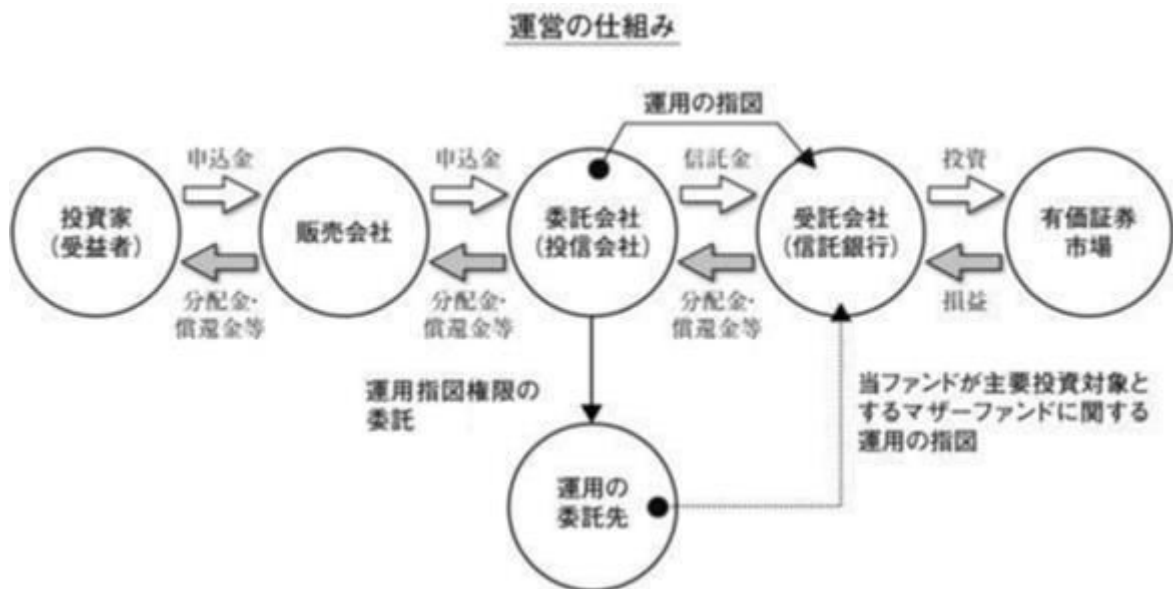 運営の仕組み
運用の指図
申込金
申込金
信託金
投資
投資家
(受益者)
販売会社
委託会社
(投信会社)
受託会社
(信託銀行)
有価証券
市場
分配金・
償還金等
分配金・
償還金等
分配金・
償還金等
損益
運用指図権限の
委託
当ファンドが主要投資対象と
するマザーファンドに関する
運用の指図
運用の
委託先